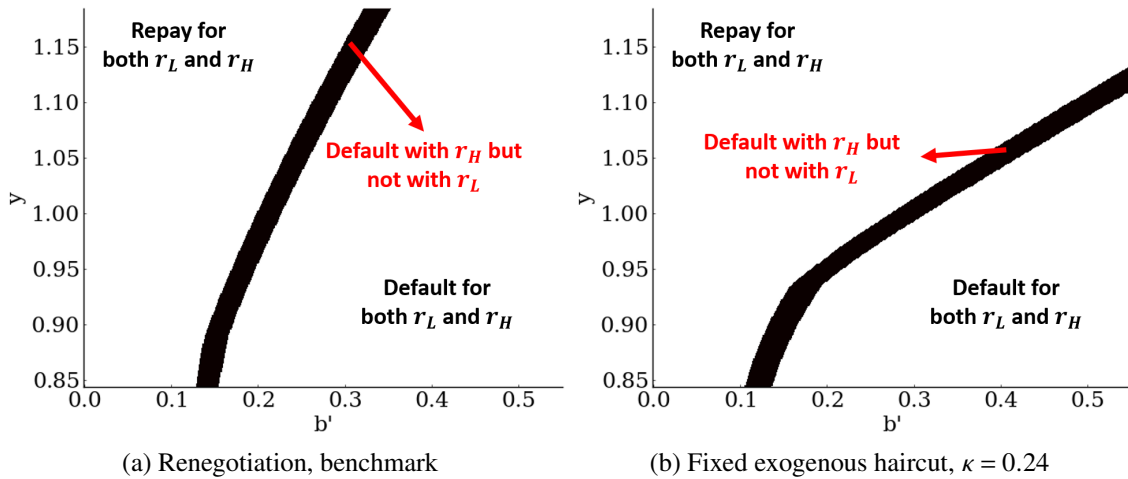 Repay for
both r_L and r_H
Default with r_H but
not with r_L
Default for
both r_L and r_H
y
1.15
1.10
1.05
1.00
0.95
0.90
0.85
0.0 0.1 0.2 0.3 0.4 0.5
b'
(a) Renegotiation, benchmark
Repay for
both r_L and r_H
Default with r_H but
not with r_L
Default for
both r_L and r_H
y
1.15
1.10
1.05
1.00
0.95
0.90
0.85
0.0 0.1 0.2 0.3 0.4 0.5
b'
(b) Fixed exogenous haircut, κ = 0.24